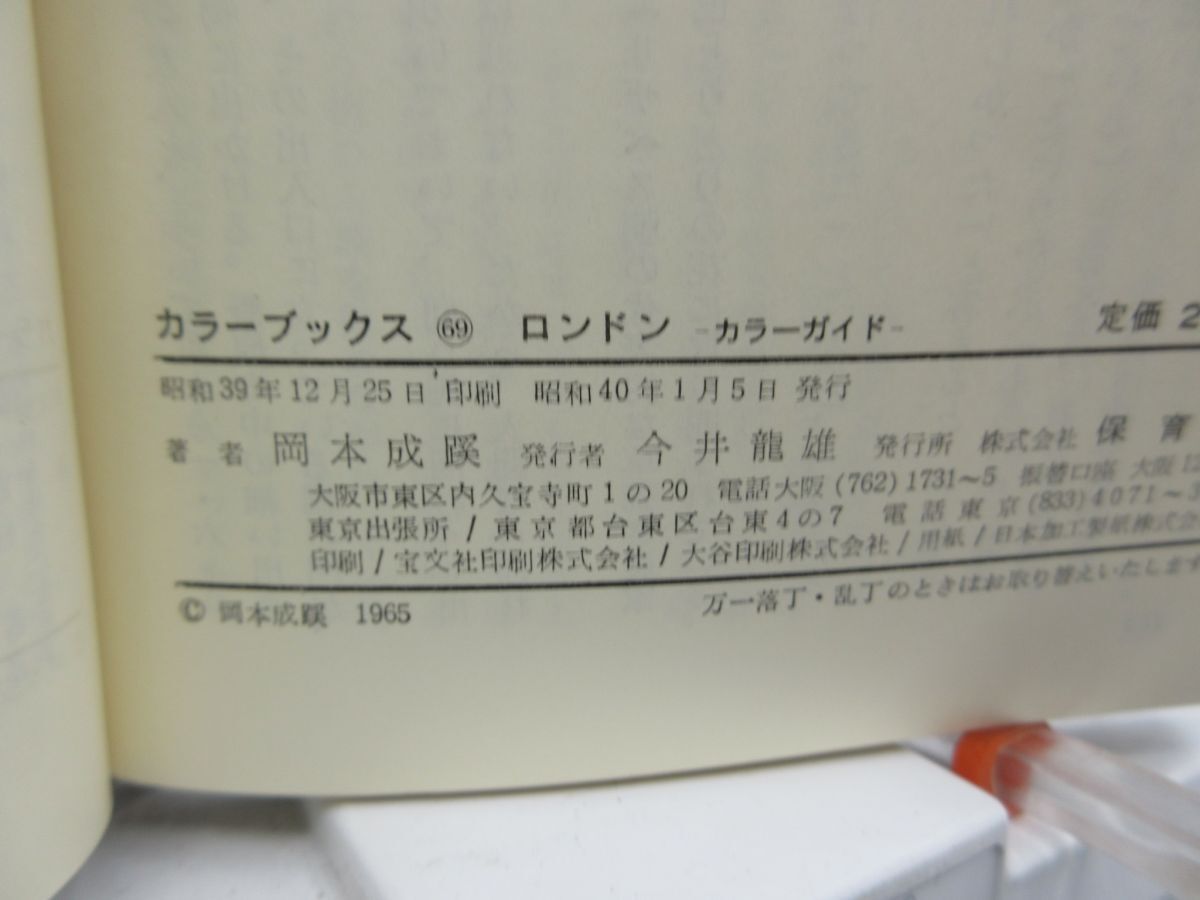 カラーブックス ㊻ ロンドン -カラーガイド- 定価 2
昭和39年12月25日 印刷 昭和40年1月5日 発行
著者 岡本成蹊 発行者 今井龍雄 発行所 株式会社 保育
大阪市東区内久宝寺町1の20 電話大阪(762)1731～5 振替口座 大阪
東京出張所/東京都台東区台東4の7 電話東京(833)4071～3
印刷/宝文社印刷株式会社/大谷印刷株式会社/用紙/日本加工製紙株式会
© 岡本成蹊 1965 万一落丁・乱丁のときはお取り替えいたします